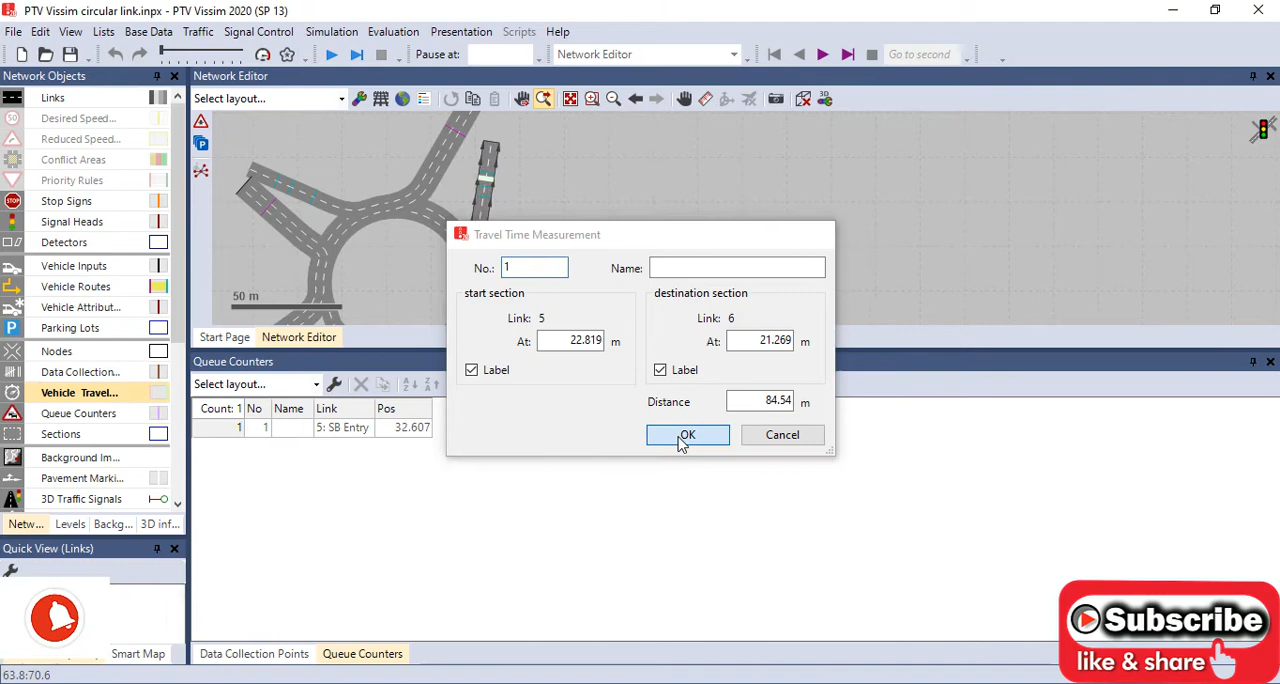 PTV Vissim circular link.inpx - PTV Vissim 2020 (SP 13)
File Edit View Lists Base Data Traffic Signal Control Simulation Evaluation Presentation Scripts Help
Pause at: Network Editor Go to second
Network Objects
Network Editor
Links
Select layout...
Desired Speed...
Reduced Speed...
Conflict Areas
Priority Rules
Stop Signs
Signal Heads
Detectors
Vehicle Inputs
Vehicle Routes
Vehicle Attribut...
Parking Lots
Nodes
Data Collection...
Vehicle Travel...
Queue Counters
Sections
Background Im...
Pavement Marki...
3D Traffic Signals
Netw... Levels Backg... 3D inf...
50 m
Start Page Network Editor
Queue Counters
Select layout...
Count: 1 No Name Link Pos
1 1 5: SB Entry 32.607
Travel Time Measurement
No.: 1 Name:
start section destination section
Link: 5 Link: 6
At: 22.819 m At: 21.269 m
Label Label
Distance 84.54 m
OK Cancel
Quick View (Links)
Smart Map
Data Collection Points Queue Counters
Subscribe
like & share
63.8:70.6